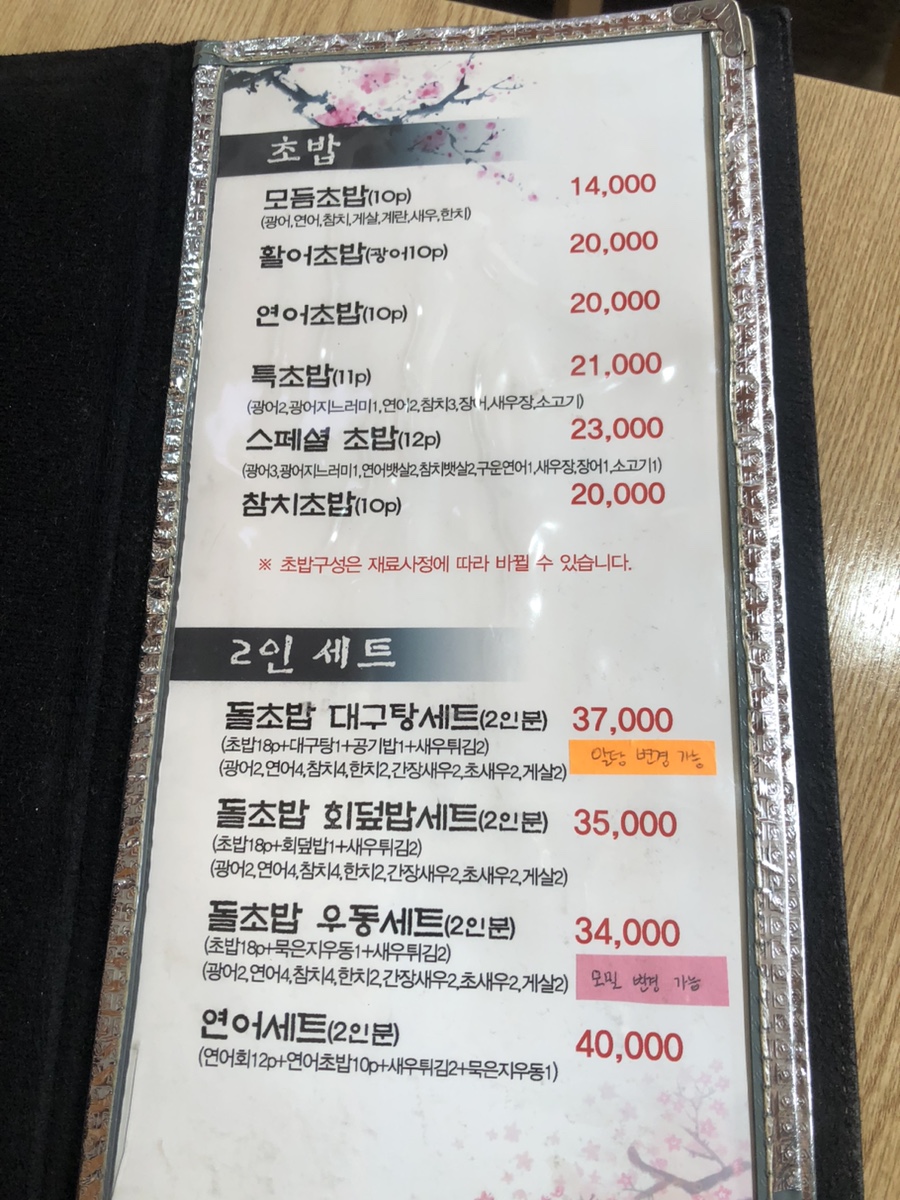 초밥
모듬초밥(10p) 14,000
(광어,연어,참치,게살,계란,새우,한치)
활어초밥(광어10p) 20,000
연어초밥(10p) 20,000
특초밥(11p) 21,000
(광어2,광어지느러미1,연어2,참치3,장어,새우장,소고기)
스페셜 초밥(12p) 23,000
(광어3,광어지느러미1,연어뱃살2,참치뱃살2,구운연어1,새우장,장어1,소고기1)
참치초밥(10p) 20,000
※ 초밥구성은 재료사정에 따라 바뀔 수 있습니다.
2인 세트
돌초밥 대구탕세트(2인분) 37,000
(초밥18p+대구탕1+공기밥1+새우튀김2)
알탕 변경 가능
(광어2,연어4,참치4,한치2,간장새우2,초새우2,게살2)
돌초밥 회덮밥세트(2인분) 35,000
(초밥18p+회덮밥1+새우튀김2)
(광어2,연어4,참치4,한치2,간장새우2,초새우2,게살2)
돌초밥 우동세트(2인분) 34,000
(초밥18p+묵은지우동1+새우튀김2)
(광어2,연어4,참치4,한치2,간장새우2,초새우2,게살2)
모밀 변경 가능
연어세트(2인분) 40,000
(연어회12p+연어초밥10p+새우튀김2+묵은지우동1)